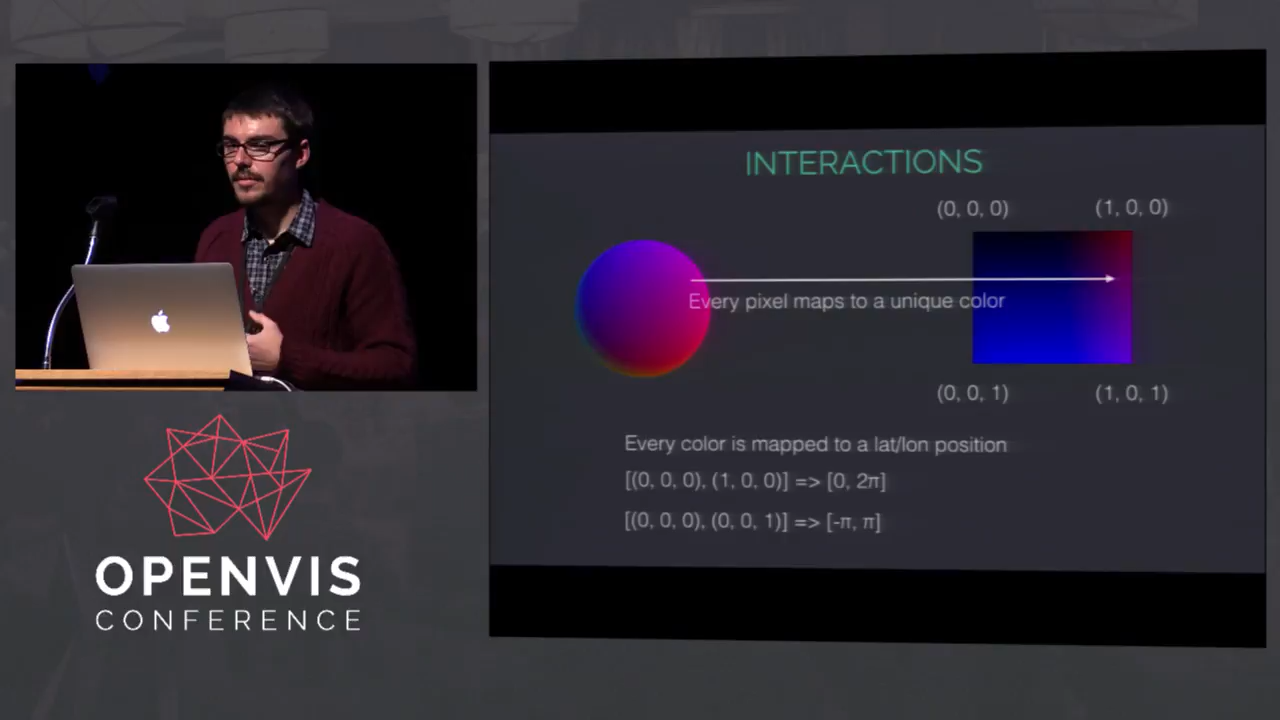 INTERACTIONS
(0, 0, 0) (1, 0, 0)
Every pixel maps to a unique color
(0, 0, 1) (1, 0, 1)
Every color is mapped to a lat/lon position
[(0, 0, 0), (1, 0, 0)] => [0, 2π]
[(0, 0, 0), (0, 0, 1)] => [-π, π]
OPENVIS
CONFERENCE